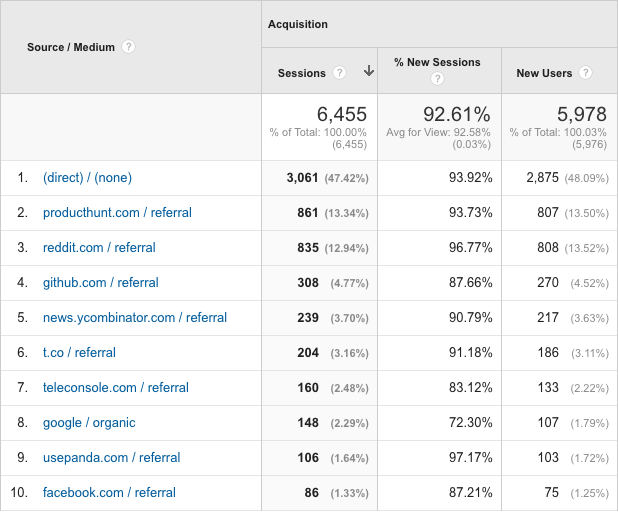 Source / Medium ?
Acquisition
Sessions ? ↓
% New Sessions
?
New Users ?
6,455
% of Total: 100.00%
(6,455)
92.61%
Avg for View: 92.58%
(0.03%)
5,978
% of Total: 100.03%
(5,976)
1. (direct) / (none) 3,061 (47.42%) 93.92% 2,875 (48.09%)
2. producthunt.com / referral 861 (13.34%) 93.73% 807 (13.50%)
3. reddit.com / referral 835 (12.94%) 96.77% 808 (13.52%)
4. github.com / referral 308 (4.77%) 87.66% 270 (4.52%)
5. news.ycombinator.com / referral 239 (3.70%) 90.79% 217 (3.63%)
6. t.co / referral 204 (3.16%) 91.18% 186 (3.11%)
7. teleconsole.com / referral 160 (2.48%) 83.12% 133 (2.22%)
8. google / organic 148 (2.29%) 72.30% 107 (1.79%)
9. usepanda.com / referral 106 (1.64%) 97.17% 103 (1.72%)
10. facebook.com / referral 86 (1.33%) 87.21% 75 (1.25%)